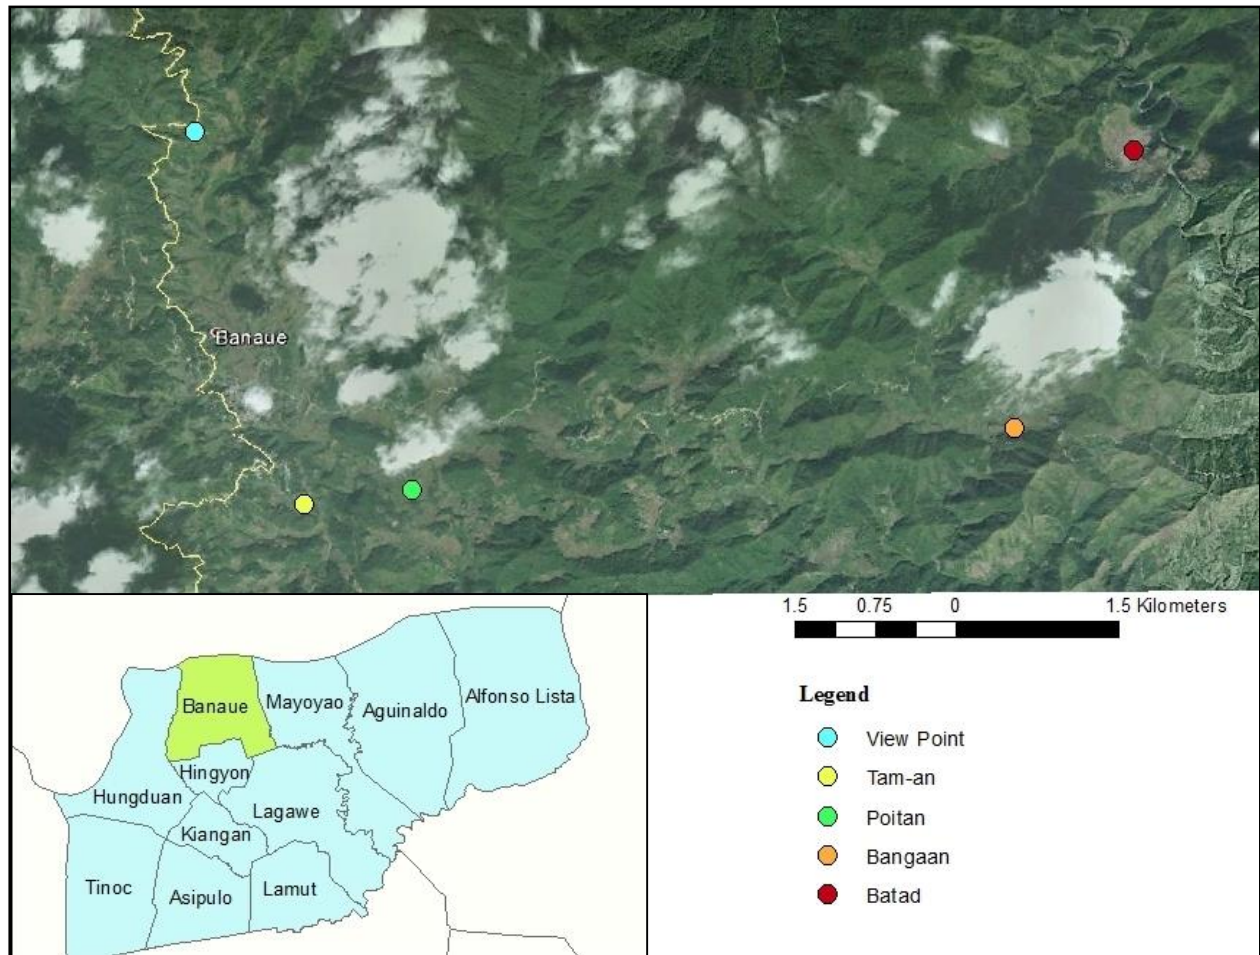 Banaue
1.5 0.75 0 1.5 Kilometers
Legend
View Point
Tam-an
Poitan
Bangaan
Batad
Banaue
Mayoyao
Aguinaldo
Alfonso Lista
Hingyon
Hungduan
Lagawe
Kiangan
Tinoc
Asipulo
Lamut